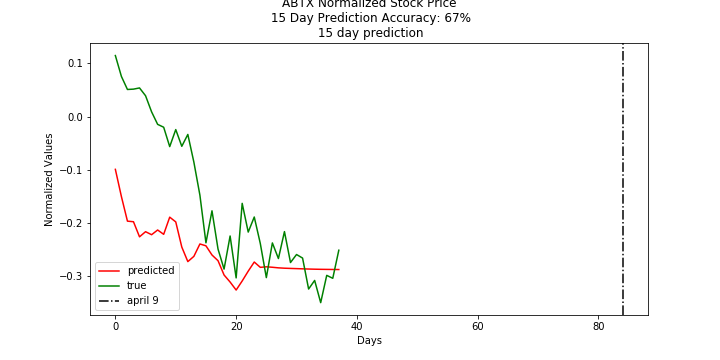 ABTX Normalized Stock Price
15 Day Prediction Accuracy: 67%
15 day prediction
0.1
0.0
−0.1
−0.2
−0.3
Normalized Values
predicted
true
april 9
0
20
40
60
80
Days